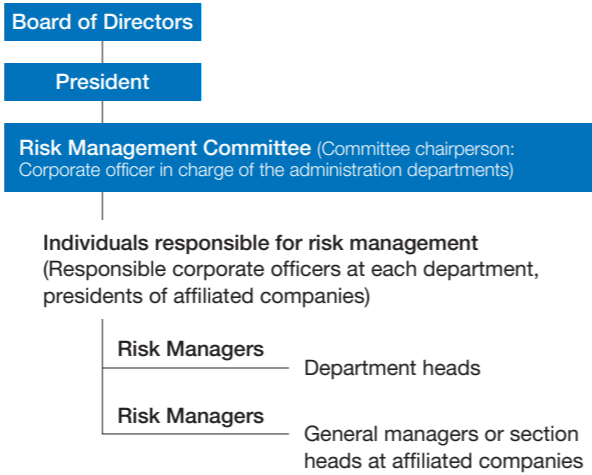 Board of Directors
President
Risk Management Committee (Committee chairperson:
Corporate officer in charge of the administration departments)
Individuals responsible for risk management
(Responsible corporate officers at each department,
presidents of affiliated companies)
Risk Managers
Department heads
Risk Managers
General managers or section
heads at affiliated companies